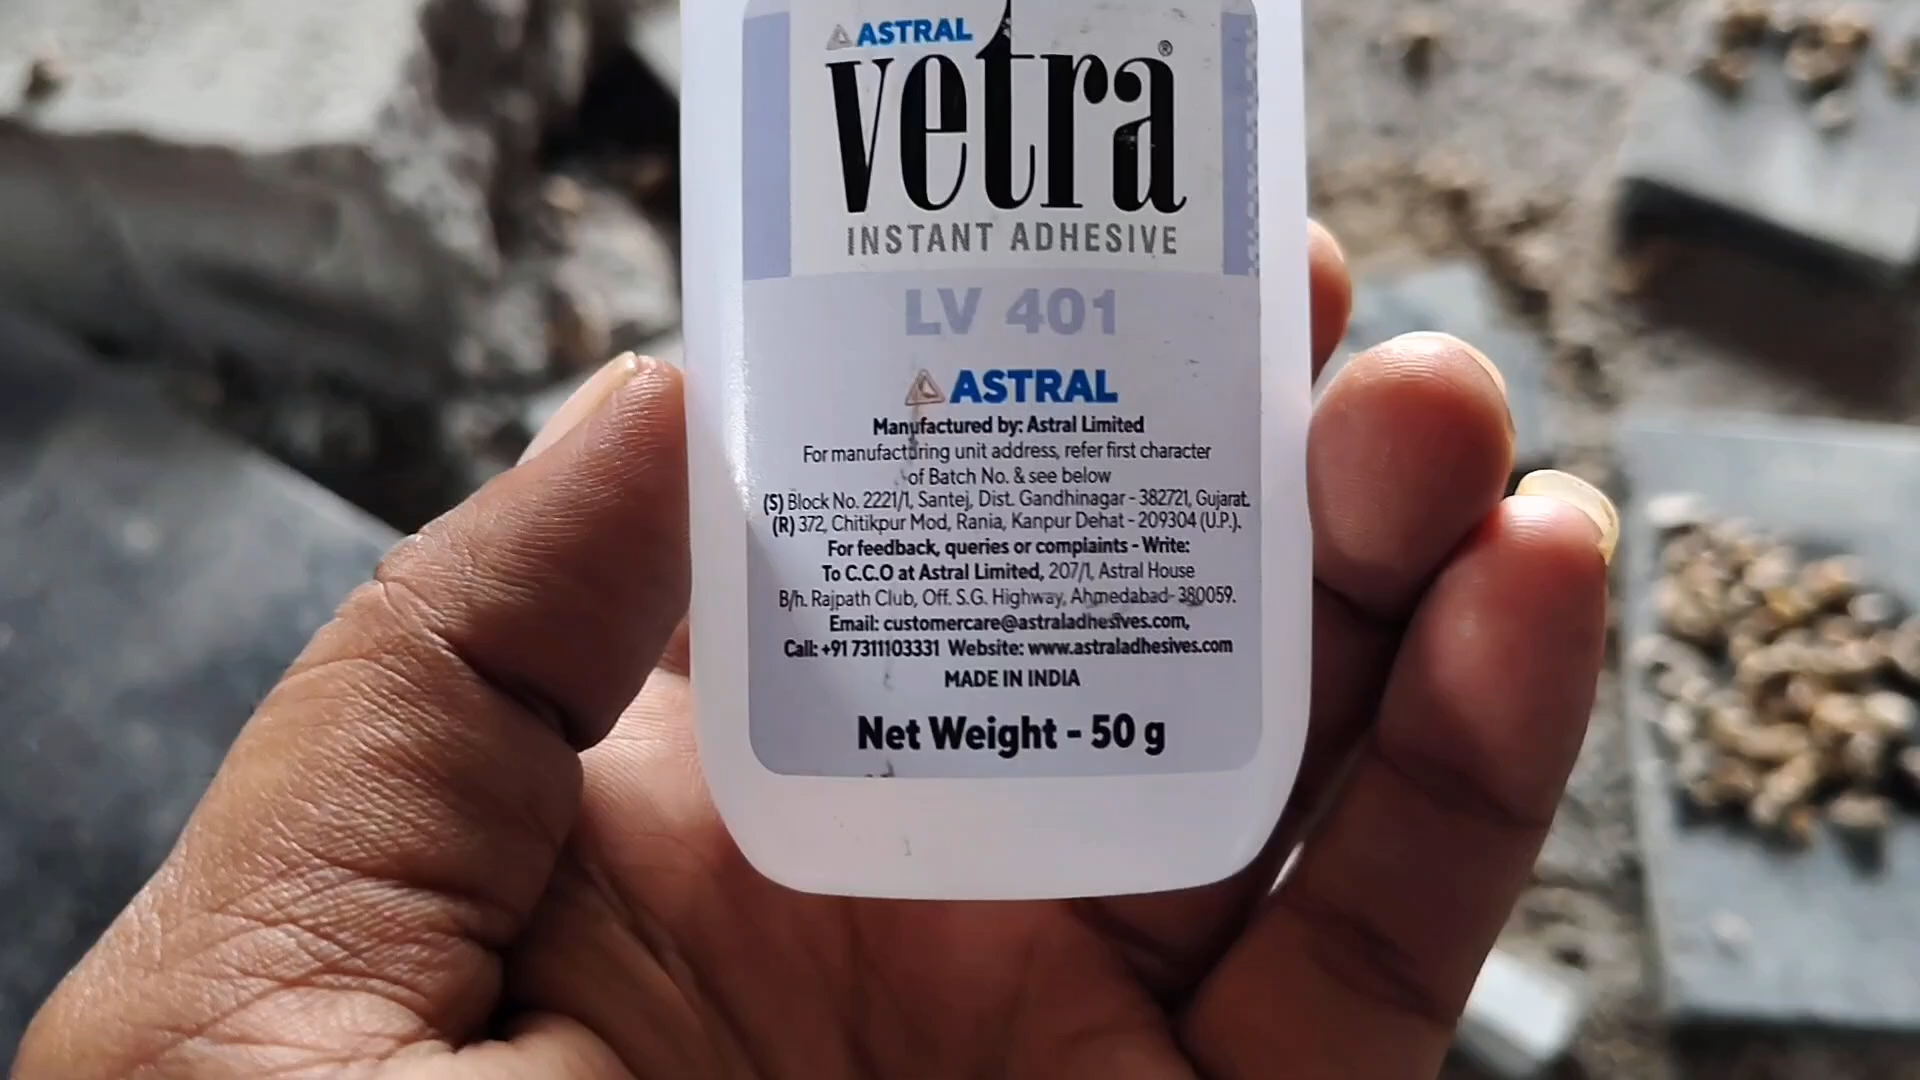 ASTRAL
vetra®
INSTANT ADHESIVE
LV 401
ASTRAL
Manufactured by: Astral Limited
For manufacturing unit address, refer first character
of Batch No. & see below
(S) Block No. 2221/1, Santej, Dist. Gandhinagar - 382721, Gujarat.
(R) 372, Chitikpur Mod, Rania, Kanpur Dehat - 209304 (U.P.).
For feedback, queries or complaints - Write:
To C.C.O at Astral Limited, 207/1, Astral House
B/h. Rajpath Club, Off. S.G. Highway, Ahmedabad- 380059.
Email: customercare@astraladhesives.com,
Call: +91 7311103331 Website: www.astraladhesives.com
MADE IN INDIA
Net Weight - 50 g